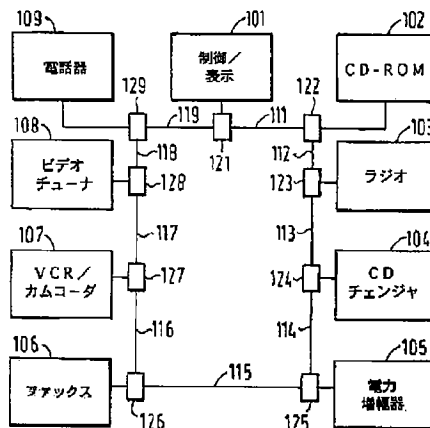 109
電話器
101
制御/
表示
102
CD-ROM
129
119
111
122
108
ビデオ
チューナ
118
121
112
103
128
123
ラジオ
117
113
107
VCR/
カムコーダ
127
124
104
CD
チェンジャ
116
114
106
ファックス
115
105
電力
増幅器
126
125